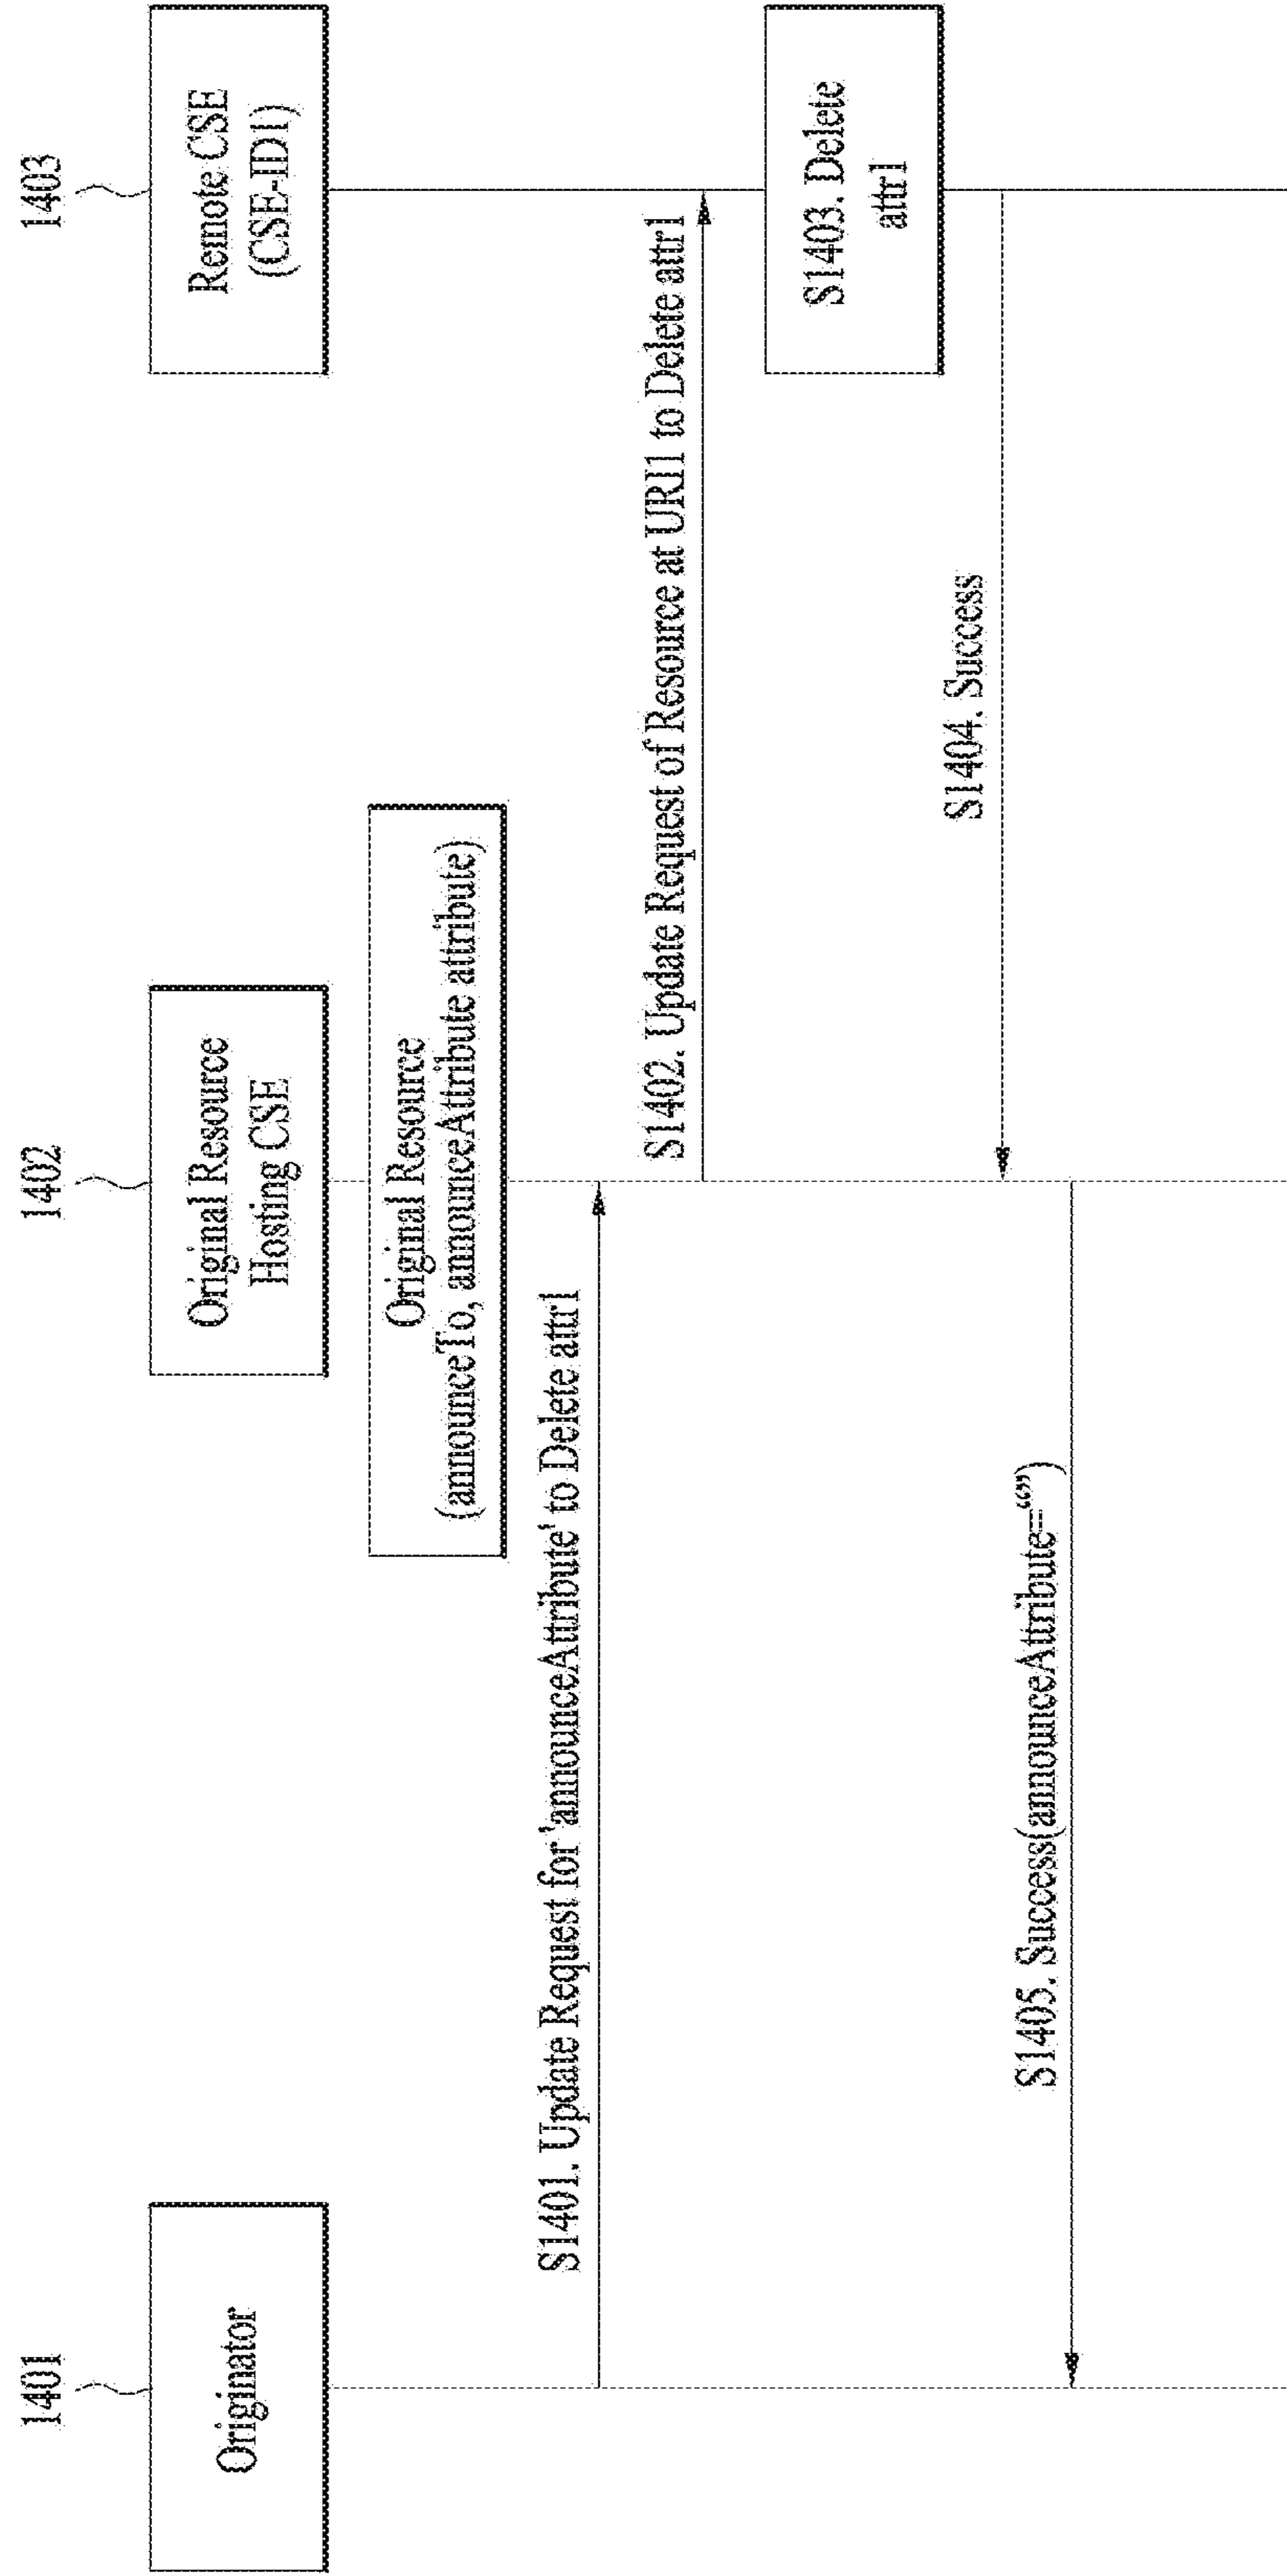 1401
1402
1403
Originator
Original Resource
Hosting CSE
Remote CSE
(CSE-ID1)
Original Resource
(announceTo, announceAttribute attribute)
S1401. Update Request for 'announceAttribute' to Delete attr1
S1402. Update Request of Resource at URI1 to Delete attr1
S1403. Delete
attr1
S1404. Success
S1405. Success(announceAttribute=“”)